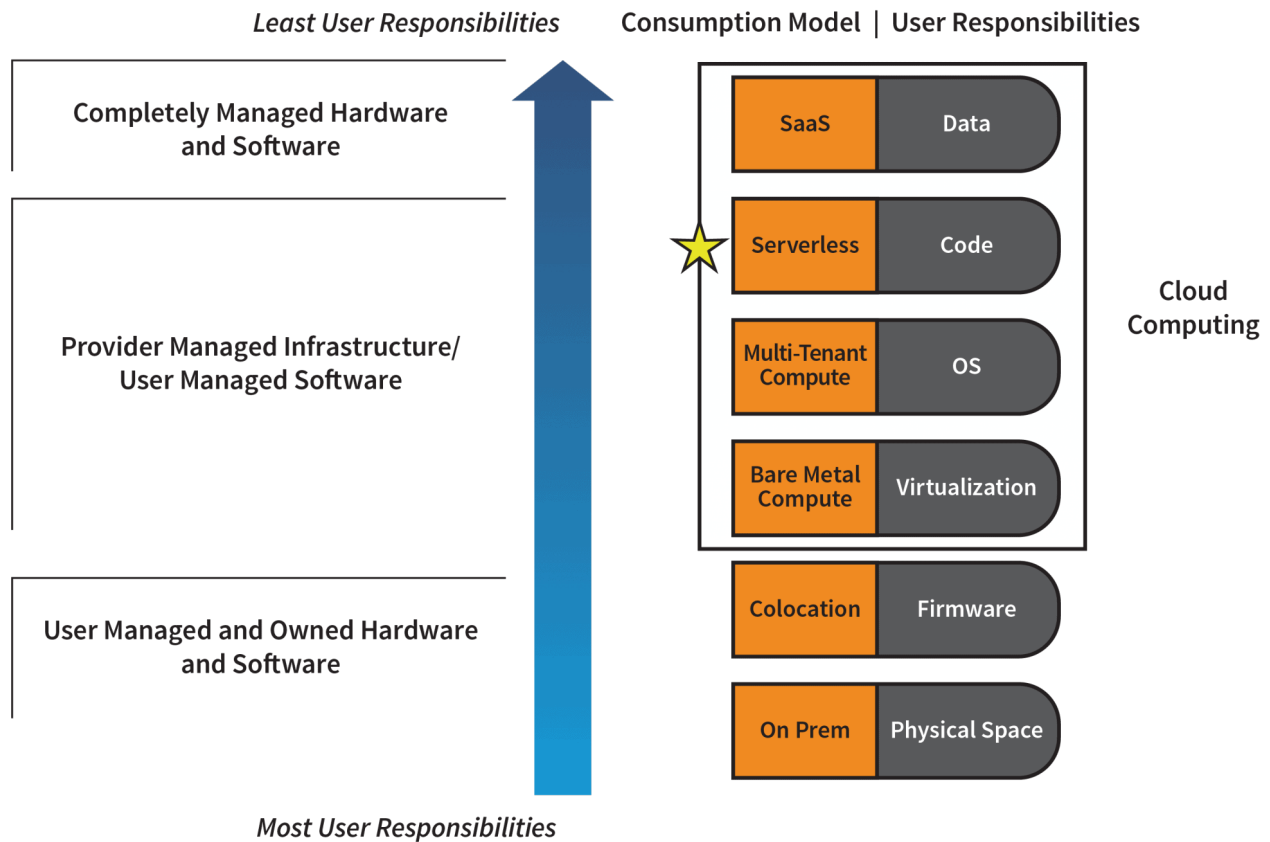 Least User Responsibilities
Consumption Model | User Responsibilities
Completely Managed Hardware
and Software
Provider Managed Infrastructure/
User Managed Software
User Managed and Owned Hardware
and Software
Most User Responsibilities
SaaS
Data
Serverless
Code
Multi-Tenant
Compute
OS
Bare Metal
Compute
Virtualization
Colocation
Firmware
On Prem
Physical Space
Cloud
Computing